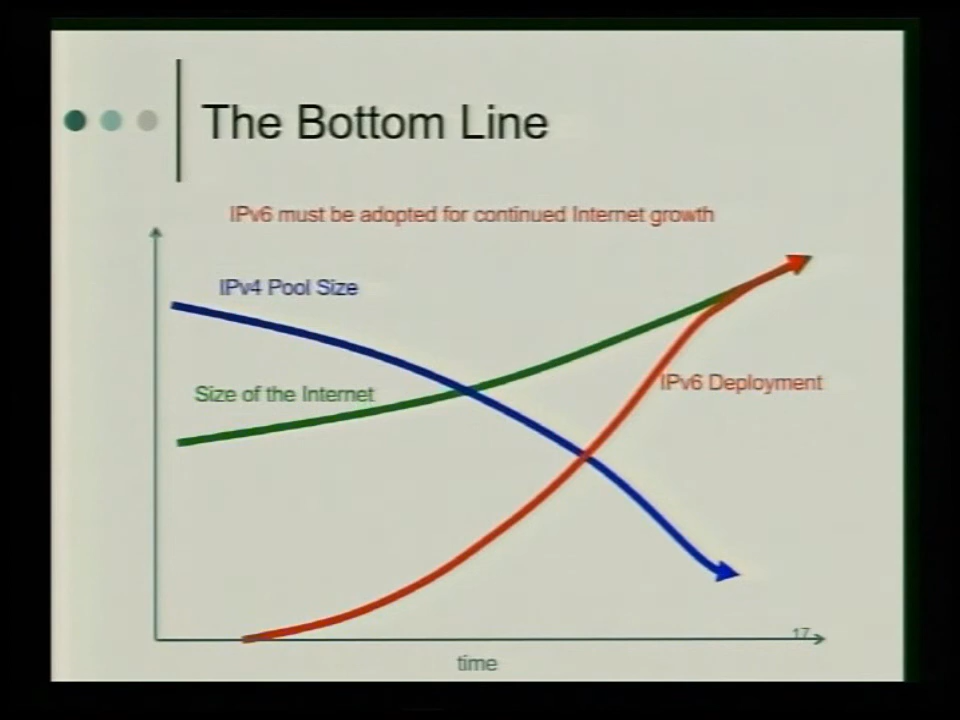 The Bottom Line
IPv6 must be adopted for continued Internet growth
IPv4 Pool Size
Size of the Internet
IPv6 Deployment
17
time